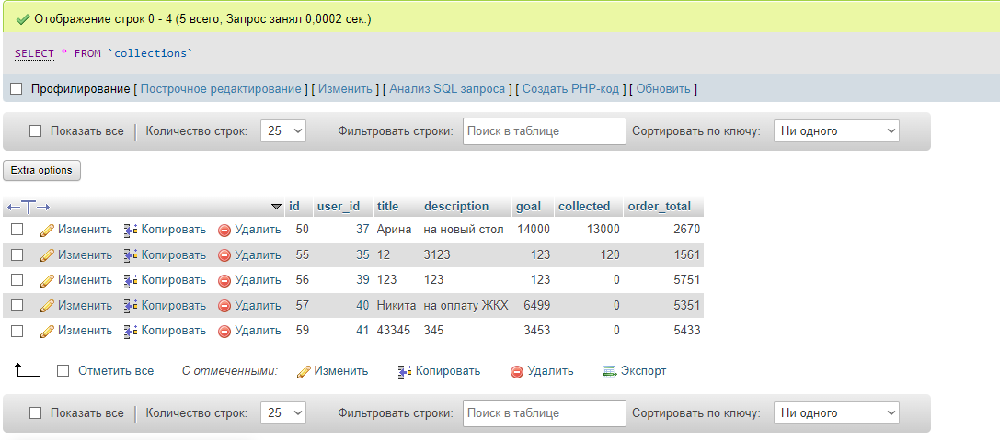 Отображение строк 0 - 4 (5 всего, Запрос занял 0,0002 сек.)
SELECT * FROM `collections`
Профилирование [ Построчное редактирование ] [ Изменить ] [ Анализ SQL запроса ] [ Создать PHP-код ] [ Обновить ]
Показать все Количество строк: 25 Фильтровать строки: Поиск в таблице Сортировать по ключу: Ни одного
Extra options
←T→ id user_id title description goal collected order_total
Изменить Копировать Удалить 50 37 Арина на новый стол 14000 13000 2670
Изменить Копировать Удалить 55 35 12 3123 123 120 1561
Изменить Копировать Удалить 56 39 123 123 123 0 5751
Изменить Копировать Удалить 57 40 Никита на оплату ЖКХ 6499 0 5351
Изменить Копировать Удалить 59 41 43345 345 3453 0 5433
Отметить все С отмеченными: Изменить Копировать Удалить Экспорт
Показать все Количество строк: 25 Фильтровать строки: Поиск в таблице Сортировать по ключу: Ни одного